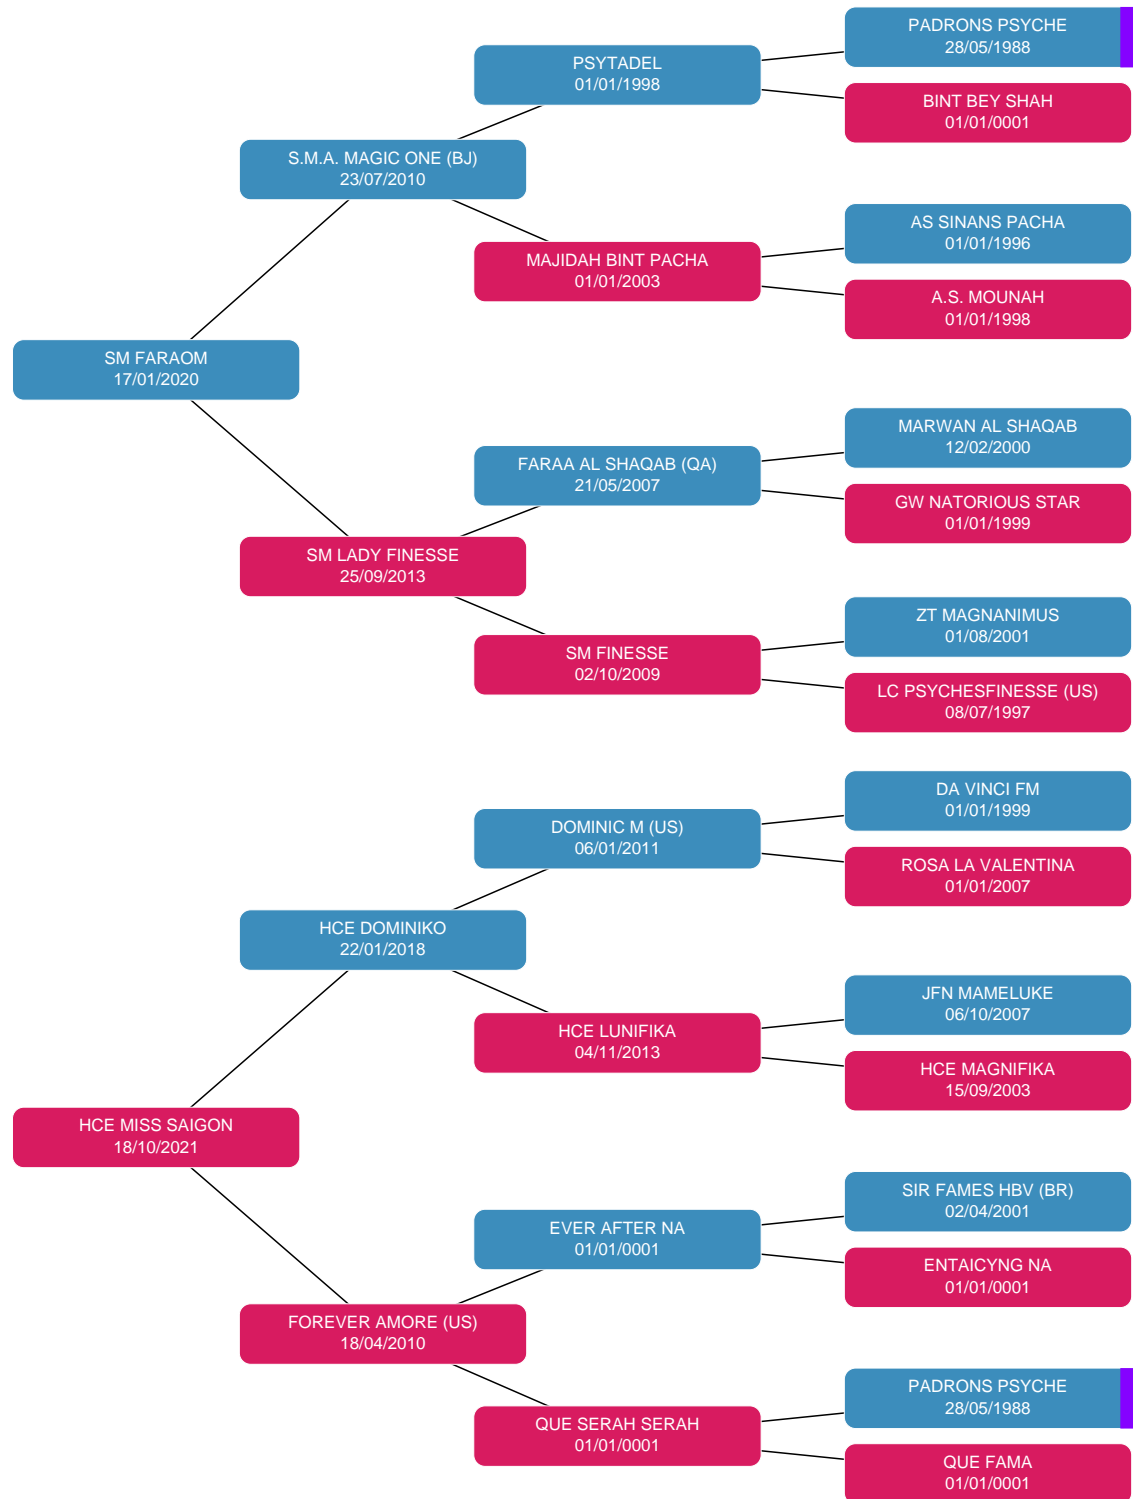 PADRONS PSYCHE
28/05/1988
PSYTADEL
01/01/1998
BINT BEY SHAH
01/01/0001
S.M.A. MAGIC ONE (BJ)
23/07/2010
AS SINANS PACHA
01/01/1996
MAJIDAH BINT PACHA
01/01/2003
A.S. MOUNAH
01/01/1998
SM FARAOM
17/01/2020
MARWAN AL SHAQAB
12/02/2000
FARAA AL SHAQAB (QA)
21/05/2007
GW NATORIOUS STAR
01/01/1999
SM LADY FINESSE
25/09/2013
ZT MAGNANIMUS
01/08/2001
SM FINESSE
02/10/2009
LC PSYCHESFINESSE (US)
08/07/1997
DA VINCI FM
01/01/1999
DOMINIC M (US)
06/01/2011
ROSA LA VALENTINA
01/01/2007
HCE DOMINIKO
22/01/2018
JFN MAMELUKE
06/10/2007
HCE LUNIFIKA
04/11/2013
HCE MAGNIFIKA
15/09/2003
HCE MISS SAIGON
18/10/2021
SIR FAMES HBV (BR)
02/04/2001
EVER AFTER NA
01/01/0001
ENTAICYNG NA
01/01/0001
FOREVER AMORE (US)
18/04/2010
PADRONS PSYCHE
28/05/1988
QUE SERAH SERAH
01/01/0001
QUE FAMA
01/01/0001